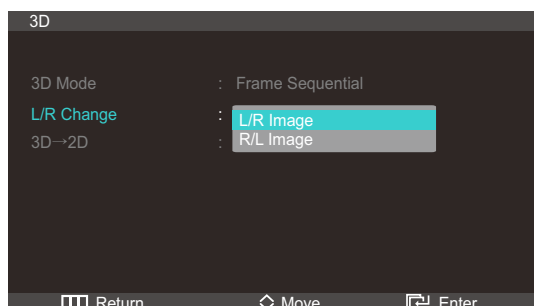 3D
3D Mode : Frame Sequential
L/R Change : L/R Image
R/L Image
3D→2D :
Return Move Enter